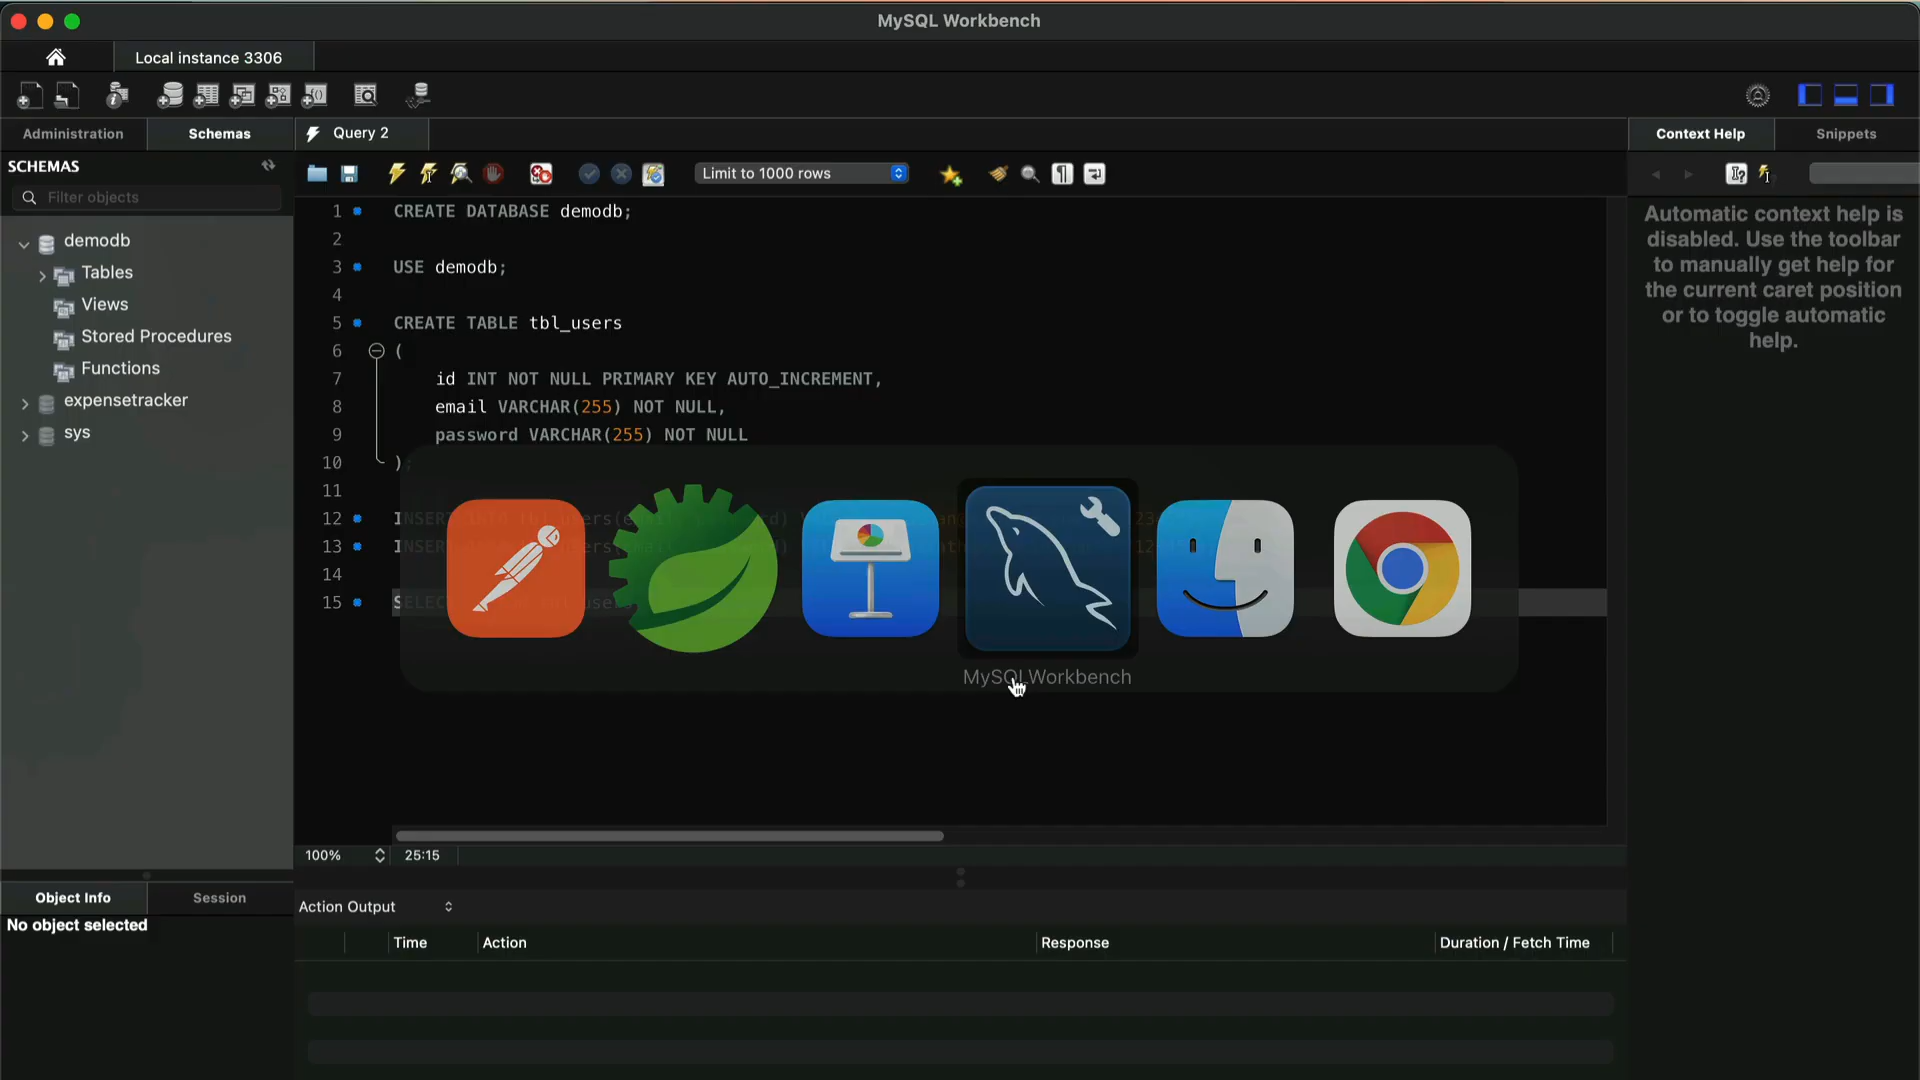 MySQL Workbench
Local instance 3306
Administration
Schemas
Query 2
Context Help
Snippets
SCHEMAS
Filter objects
Limit to 1000 rows
demodb
Tables
Views
Stored Procedures
Functions
expensetracker
sys
1 CREATE DATABASE demodb;
2
3 USE demodb;
4
5 CREATE TABLE tbl_users
6 (
7 id INT NOT NULL PRIMARY KEY AUTO_INCREMENT,
8 email VARCHAR(255) NOT NULL,
9 password VARCHAR(255) NOT NULL
10 );
11
12 INSERT
13 INSERT
14
15 SELECT
Automatic context help is
disabled. Use the toolbar
to manually get help for
the current caret position
or to toggle automatic
help.
MySQLWorkbench
100%
25:15
Object Info
Session
No object selected
Action Output
Time
Action
Response
Duration / Fetch Time